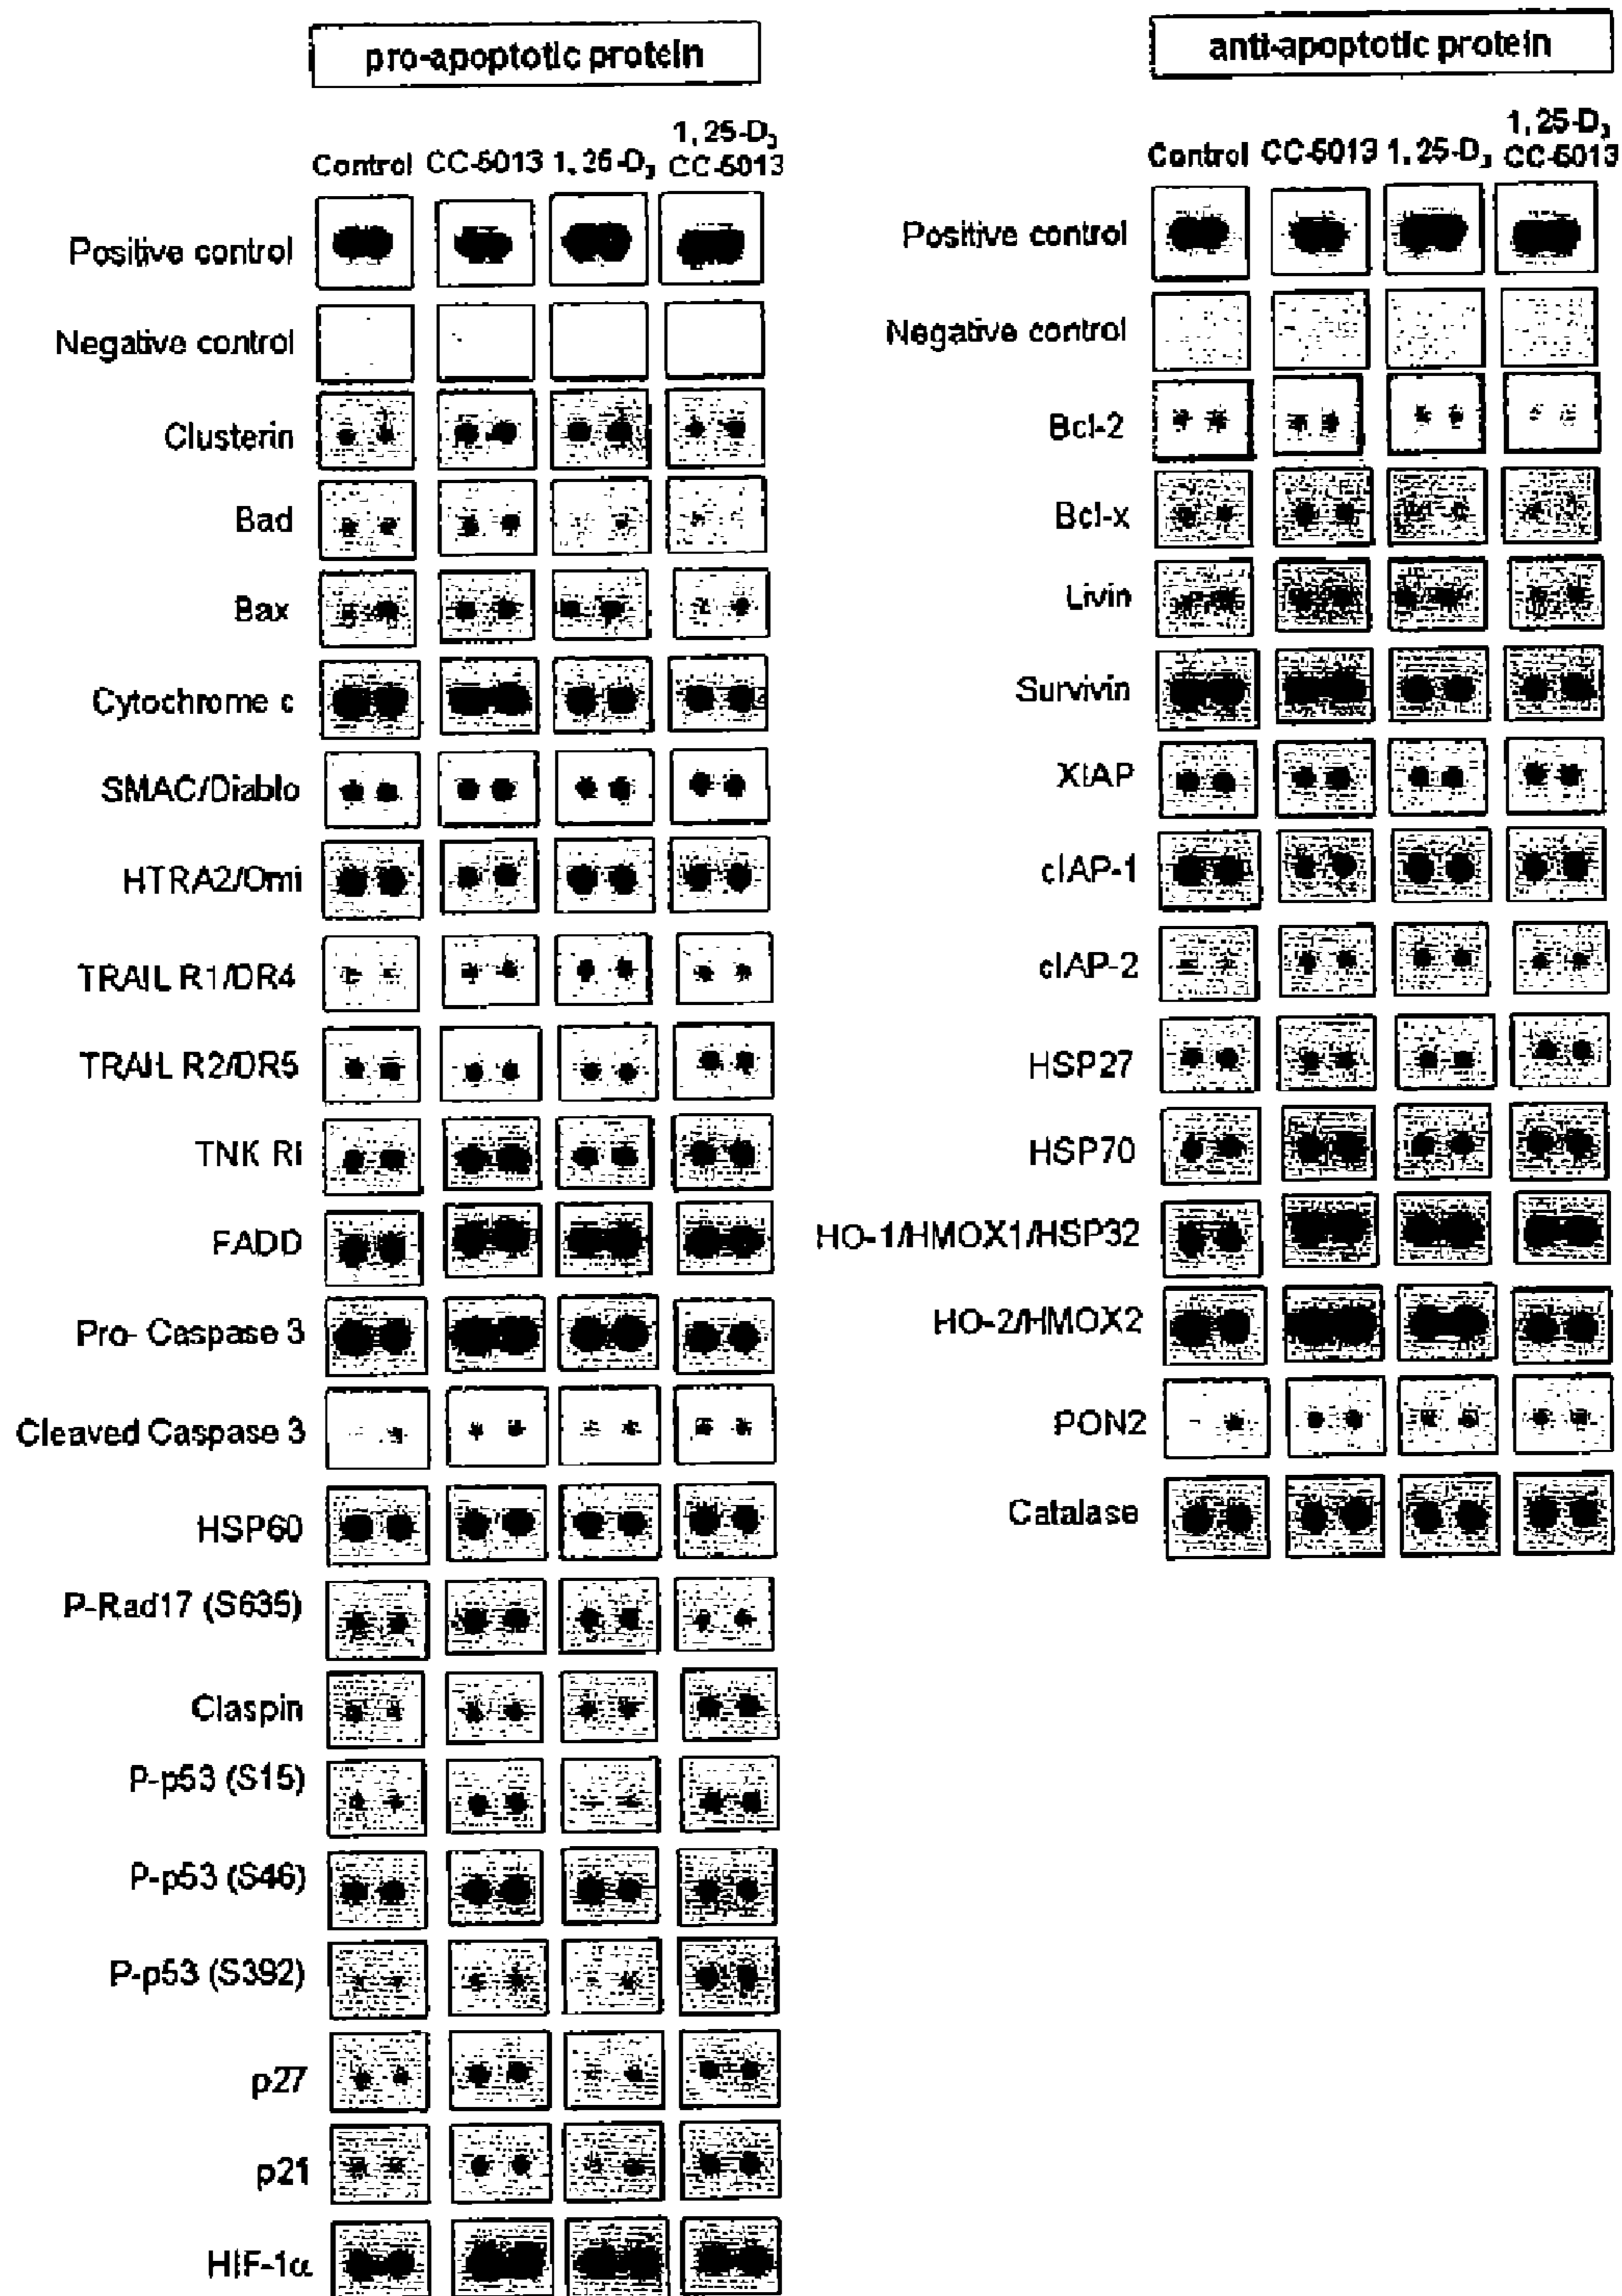 pro-apoptotic protein
Control CC-5013 1, 25-D3 1, 25-D3 CC-5013
Positive control
Negative control
Clusterin
Bad
Bax
Cytochrome c
SMAC/Diablo
HTRA2/Omi
TRAIL R1/DR4
TRAIL R2/DR5
TNK RI
FADD
Pro- Caspase 3
Cleaved Caspase 3
HSP60
P-Rad17 (S635)
Claspin
P-p53 (S15)
P-p53 (S46)
P-p53 (S392)
p27
p21
HIF-1α
anti-apoptotic protein
Control CC-5013 1, 25-D3 1, 25-D3 CC-5013
Positive control
Negative control
Bcl-2
Bcl-x
Livin
Survivin
XIAP
cIAP-1
cIAP-2
HSP27
HSP70
HO-1/HMOX1/HSP32
HO-2/HMOX2
PON2
Catalase